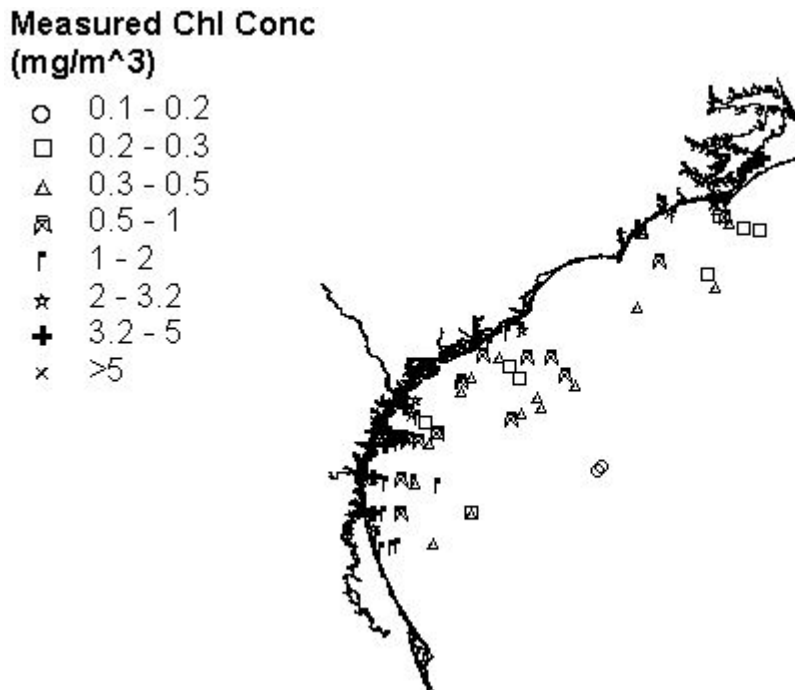 Measured Chl Conc
(mg/m^3)
0.1 - 0.2
0.2 - 0.3
0.3 - 0.5
0.5 - 1
1 - 2
2 - 3.2
3.2 - 5
>5